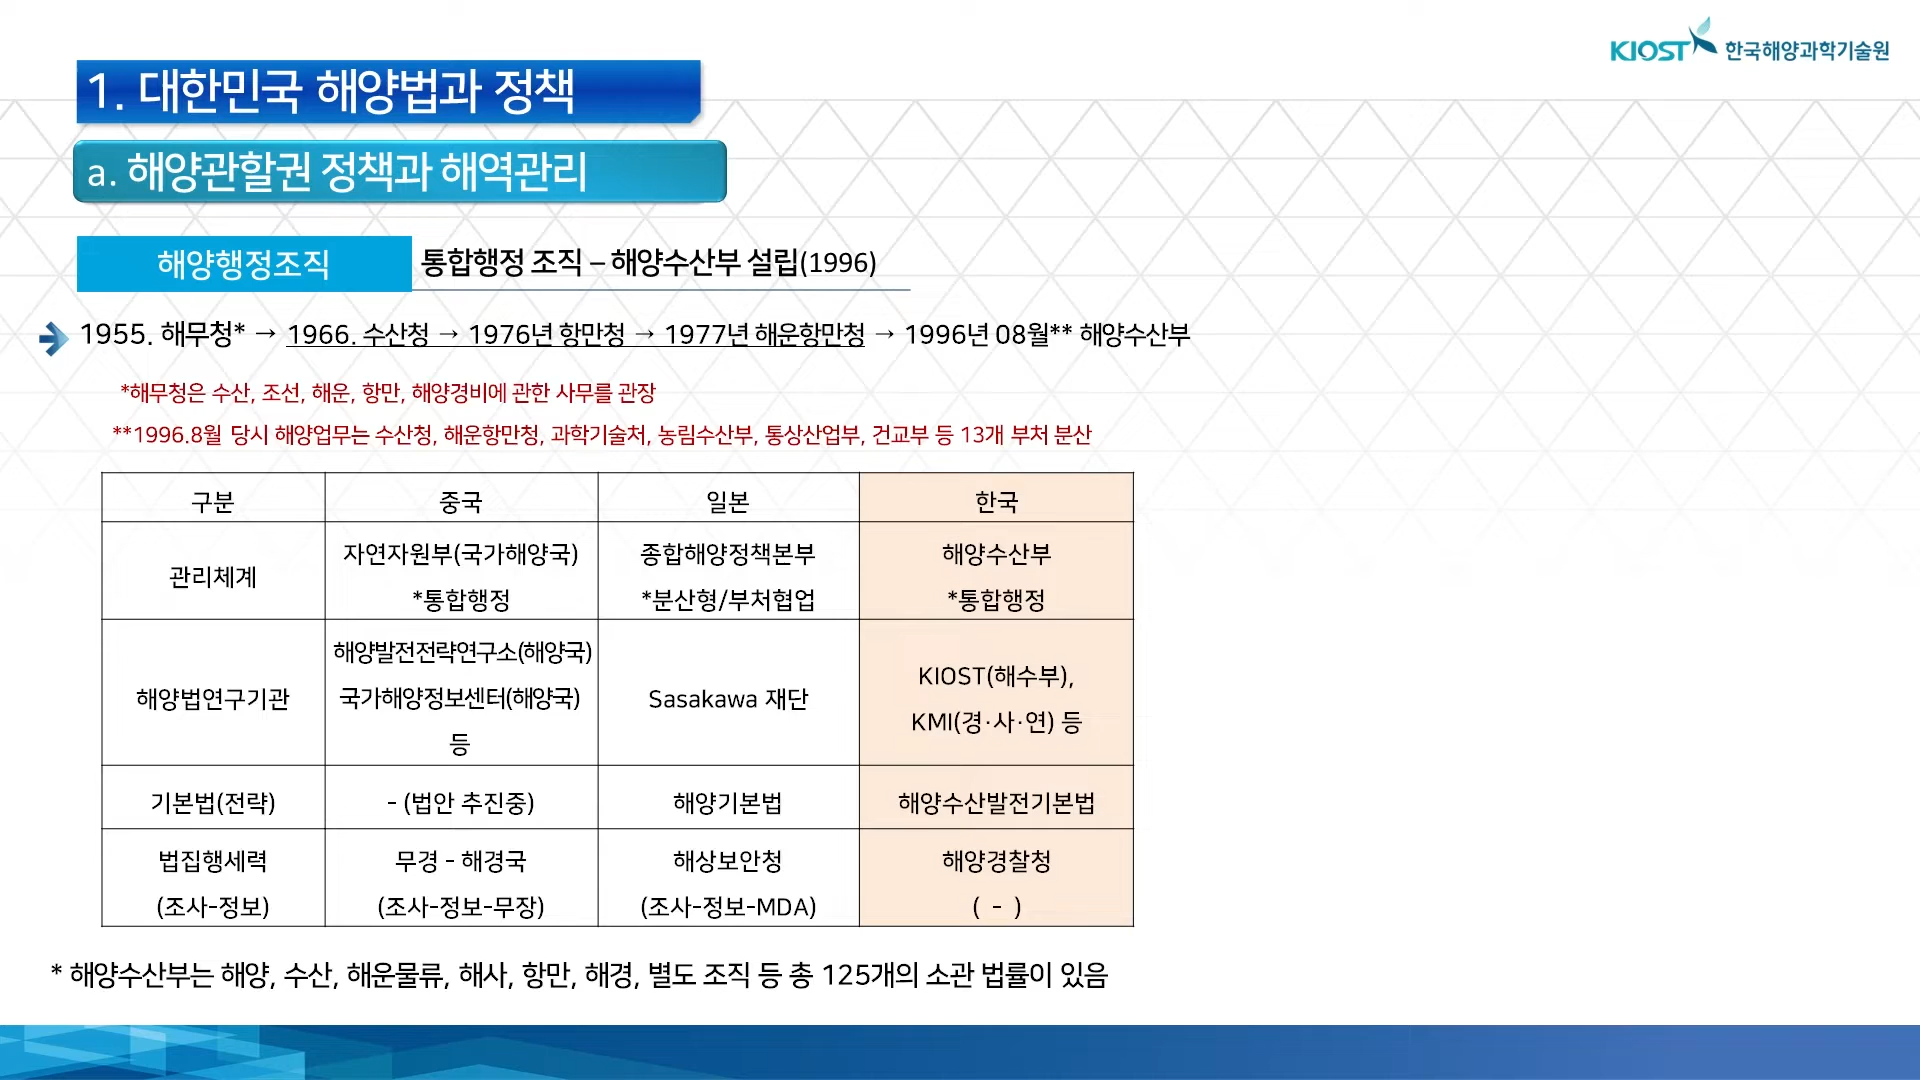 KIOST 한국해양과학기술원
1. 대한민국 해양법과 정책
a. 해양관할권 정책과 해역관리
해양행정조직
통합행정 조직 – 해양수산부 설립(1996)
1955. 해무청* → 1966. 수산청 → 1976년 항만청 → 1977년 해운항만청 → 1996년 08월** 해양수산부
*해무청은 수산, 조선, 해운, 항만, 해양경비에 관한 사무를 관장
**1996.8월 당시 해양업무는 수산청, 해운항만청, 과학기술처, 농림수산부, 통상산업부, 건교부 등 13개 부처 분산
구분 중국 일본 한국
관리체계
자연자원부(국가해양국)
*통합행정
종합해양정책본부
*분산형/부처협업
해양수산부
*통합행정
해양법연구기관
해양발전전략연구소(해양국)
국가해양정보센터(해양국)
등
Sasakawa 재단
KIOST(해수부),
KMI(경·사·연) 등
기본법(전략) - (법안 추진중) 해양기본법 해양수산발전기본법
법집행세력
(조사-정보)
무경 - 해경국
(조사-정보-무장)
해상보안청
(조사-정보-MDA)
해양경찰청
( - )
* 해양수산부는 해양, 수산, 해운물류, 해사, 항만, 해경, 별도 조직 등 총 125개의 소관 법률이 있음